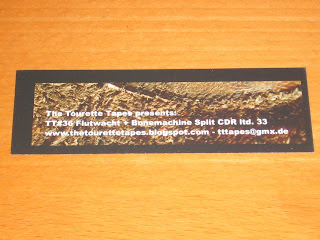 The Tourette Tapes presents:
TT#36 Flutwacht + Bonemachine Split CDR ltd. 33
www.thetourettetapes.blogspot.com - tttapes@gmx.de